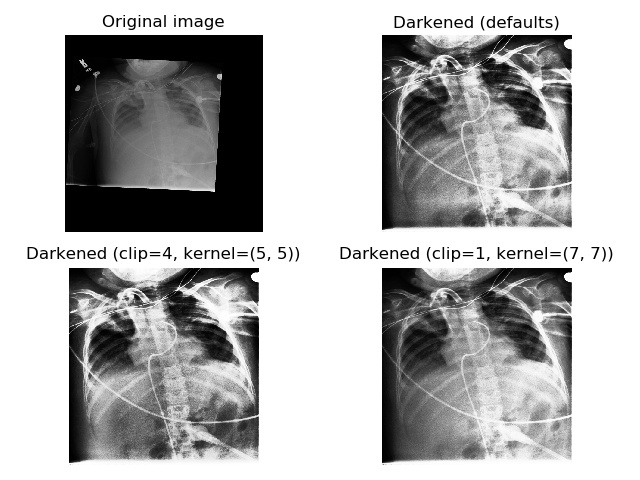 Original image
Darkened (defaults)
Darkened (clip=4, kernel=(5, 5))
Darkened (clip=1, kernel=(7, 7))